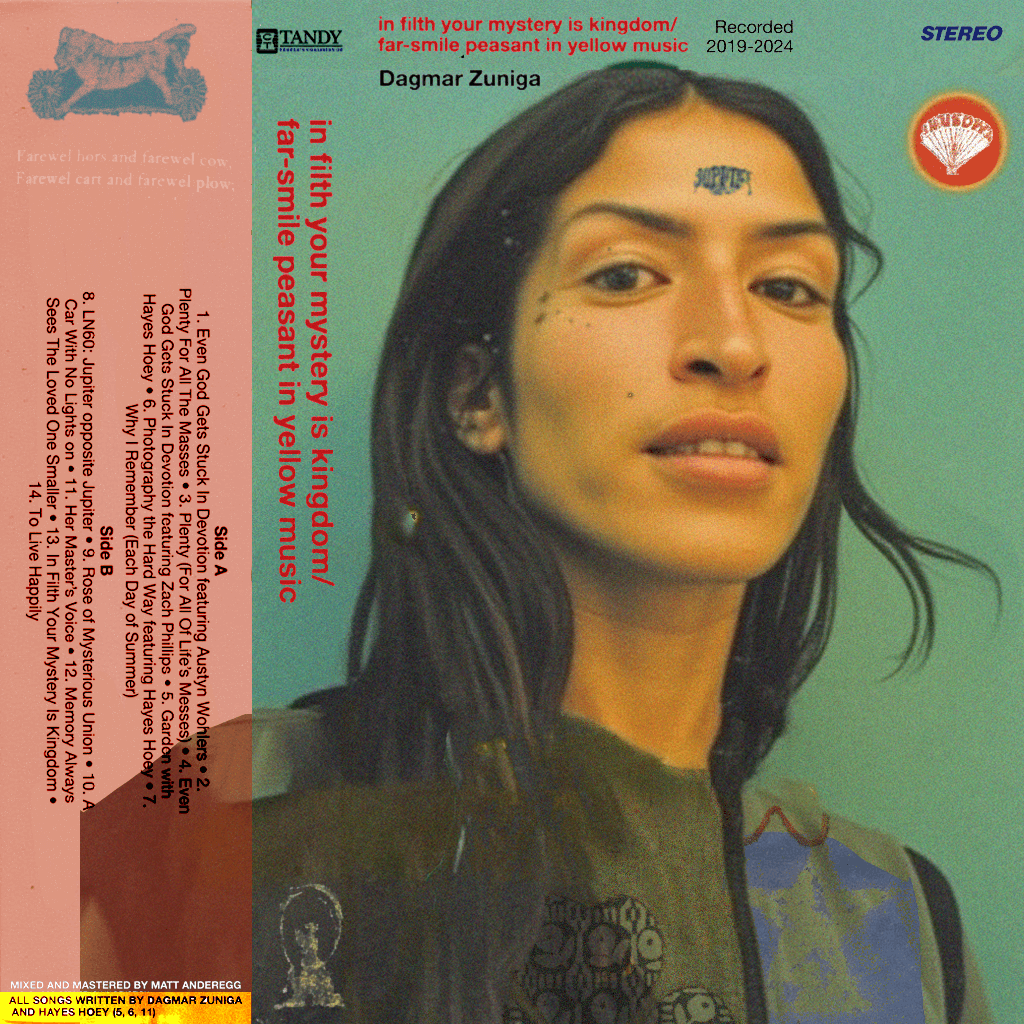 TANDY
in filth your mystery is kingdom/
far-smile peasant in yellow music
Dagmar Zuniga
Recorded
2019-2024
STEREO
in filth your mystery is kingdom/
far-smile peasant in yellow music
Farewel hors and farewel cow,
Farewel cart and farewel plow;
Side A
1. Even God Gets Stuck In Devotion featuring Austyn Wohlers • 2.
Plenty For All The Masses • 3. Plenty (For All Of Life's Messes) • 4. Even
God Gets Stuck In Devotion featuring Zach Phillips • 5. Garden with
Hayes Hoey • 6. Photography the Hard Way featuring Hayes Hoey • 7.
Why I Remember (Each Day of Summer)
Side B
8. LN60: Jupiter opposite Jupiter • 9. Rose of Mysterious Union • 10. A
Car With No Lights on • 11. Her Master's Voice • 12. Memory Always
Sees The Loved One Smaller • 13. In Filth Your Mystery Is Kingdom •
14. To Live Happily
MIXED AND MASTERED BY MATT ANDEREGG
ALL SONGS WRITTEN BY DAGMAR ZUNIGA
AND HAYES HOEY (5, 6, 11)